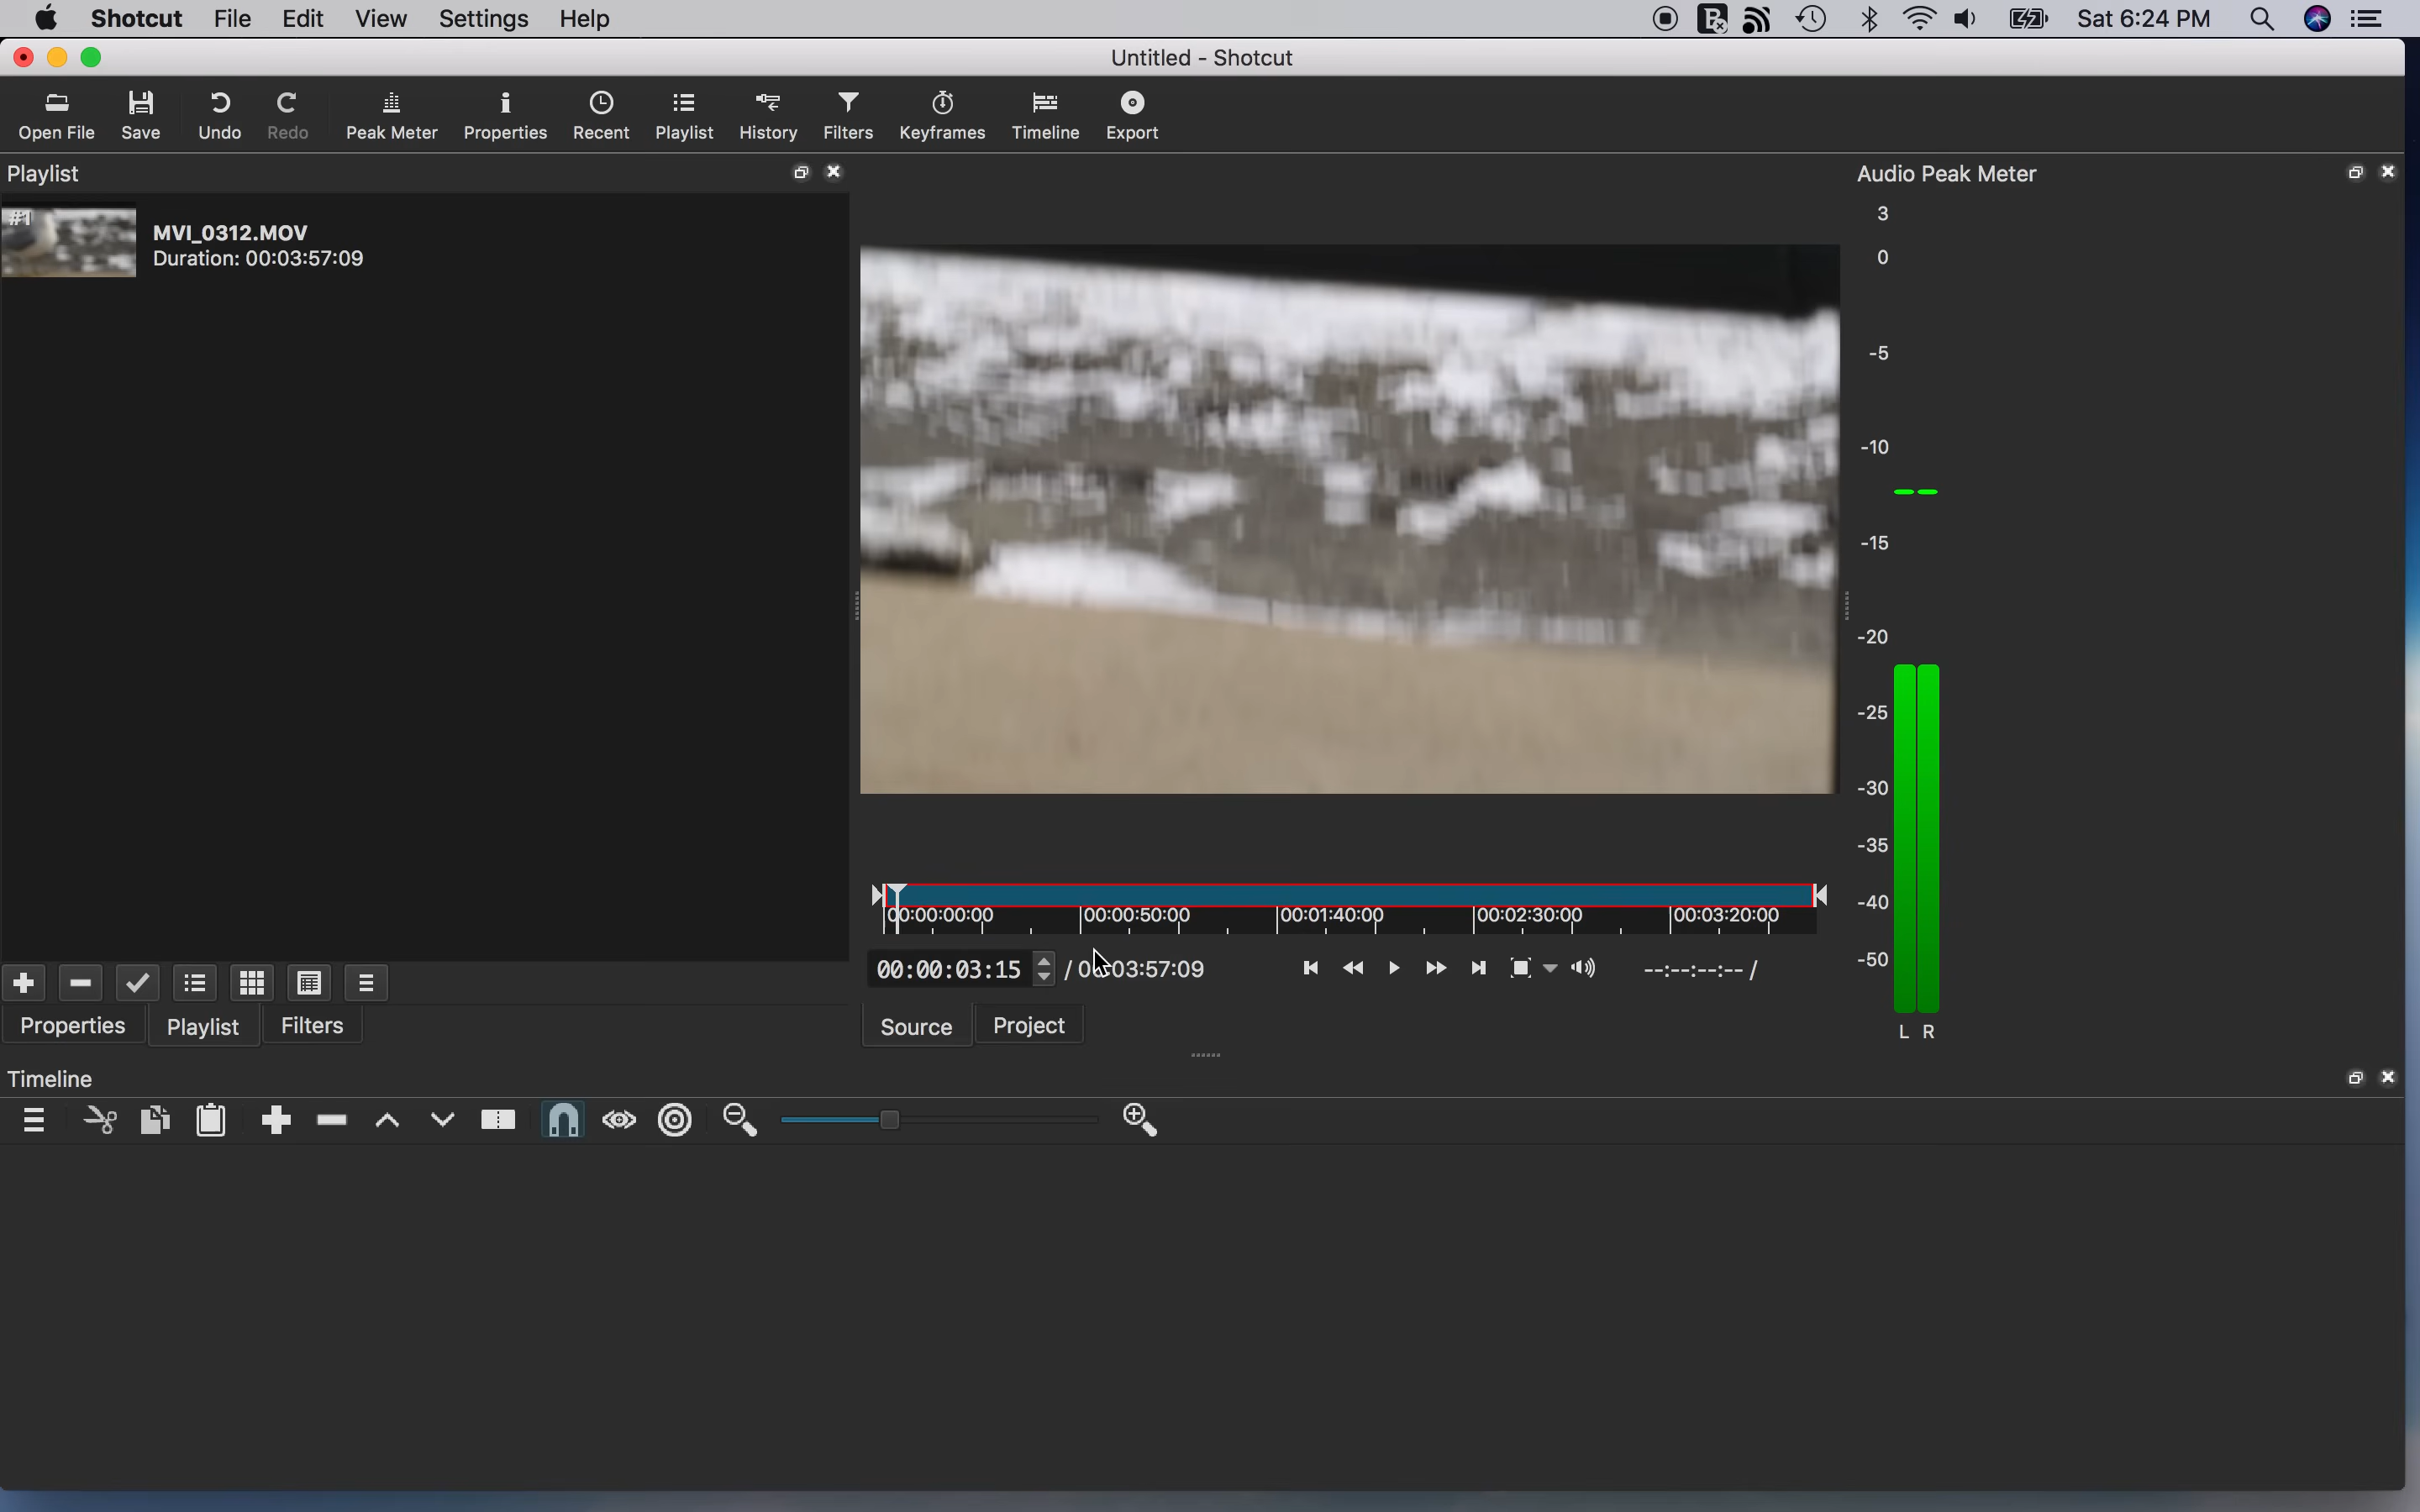 Shotcut File Edit View Settings Help Sat 6:24 PM
Untitled - Shotcut
Open File Save Undo Redo Peak Meter Properties Recent Playlist History Filters Keyframes Timeline Export
Playlist
#1
MVI_0312.MOV
Duration: 00:03:57:09
Audio Peak Meter
3
0
-5
-10
-15
-20
-25
-30
-35
-40
-50
L R
00:00:00:00 00:00:50:00 00:01:40:00 00:02:30:00 00:03:20:00
00:00:03:15 / 00:03:57:09 --:--:--:-- /
Properties Playlist Filters
Source Project
Timeline